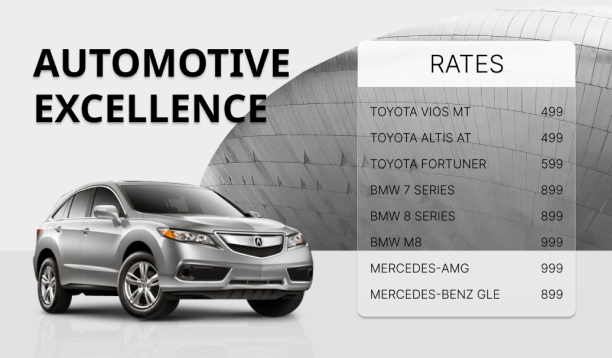 AUTOMOTIVE
EXCELLENCE
RATES
TOYOTA VIOS MT 499
TOYOTA ALTIS AT 499
TOYOTA FORTUNER 599
BMW 7 SERIES 899
BMW 8 SERIES 899
BMW M8 999
MERCEDES-AMG 999
MERCEDES-BENZ GLE 899